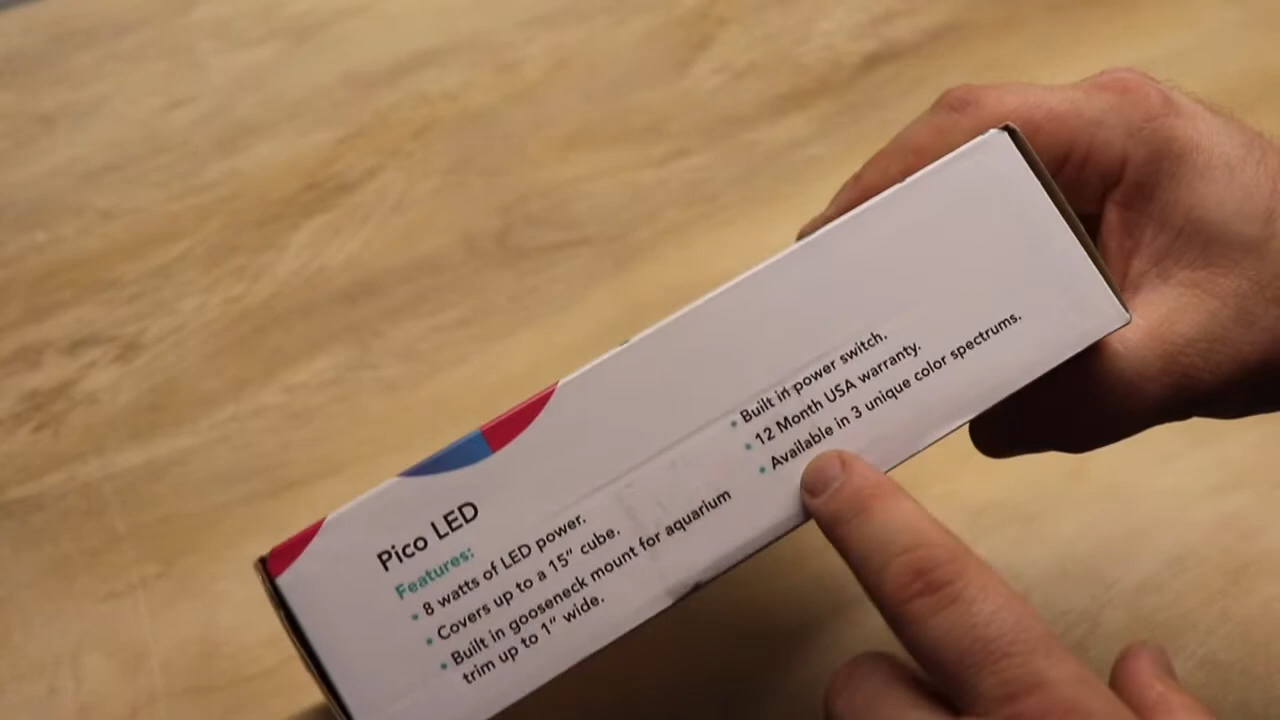 Pico LED
Features:
• 8 watts of LED power.
• Covers up to a 15" cube.
• Built in gooseneck mount for aquarium
trim up to 1" wide.
• Built in power switch.
• 12 Month USA warranty.
• Available in 3 unique color spectrums.